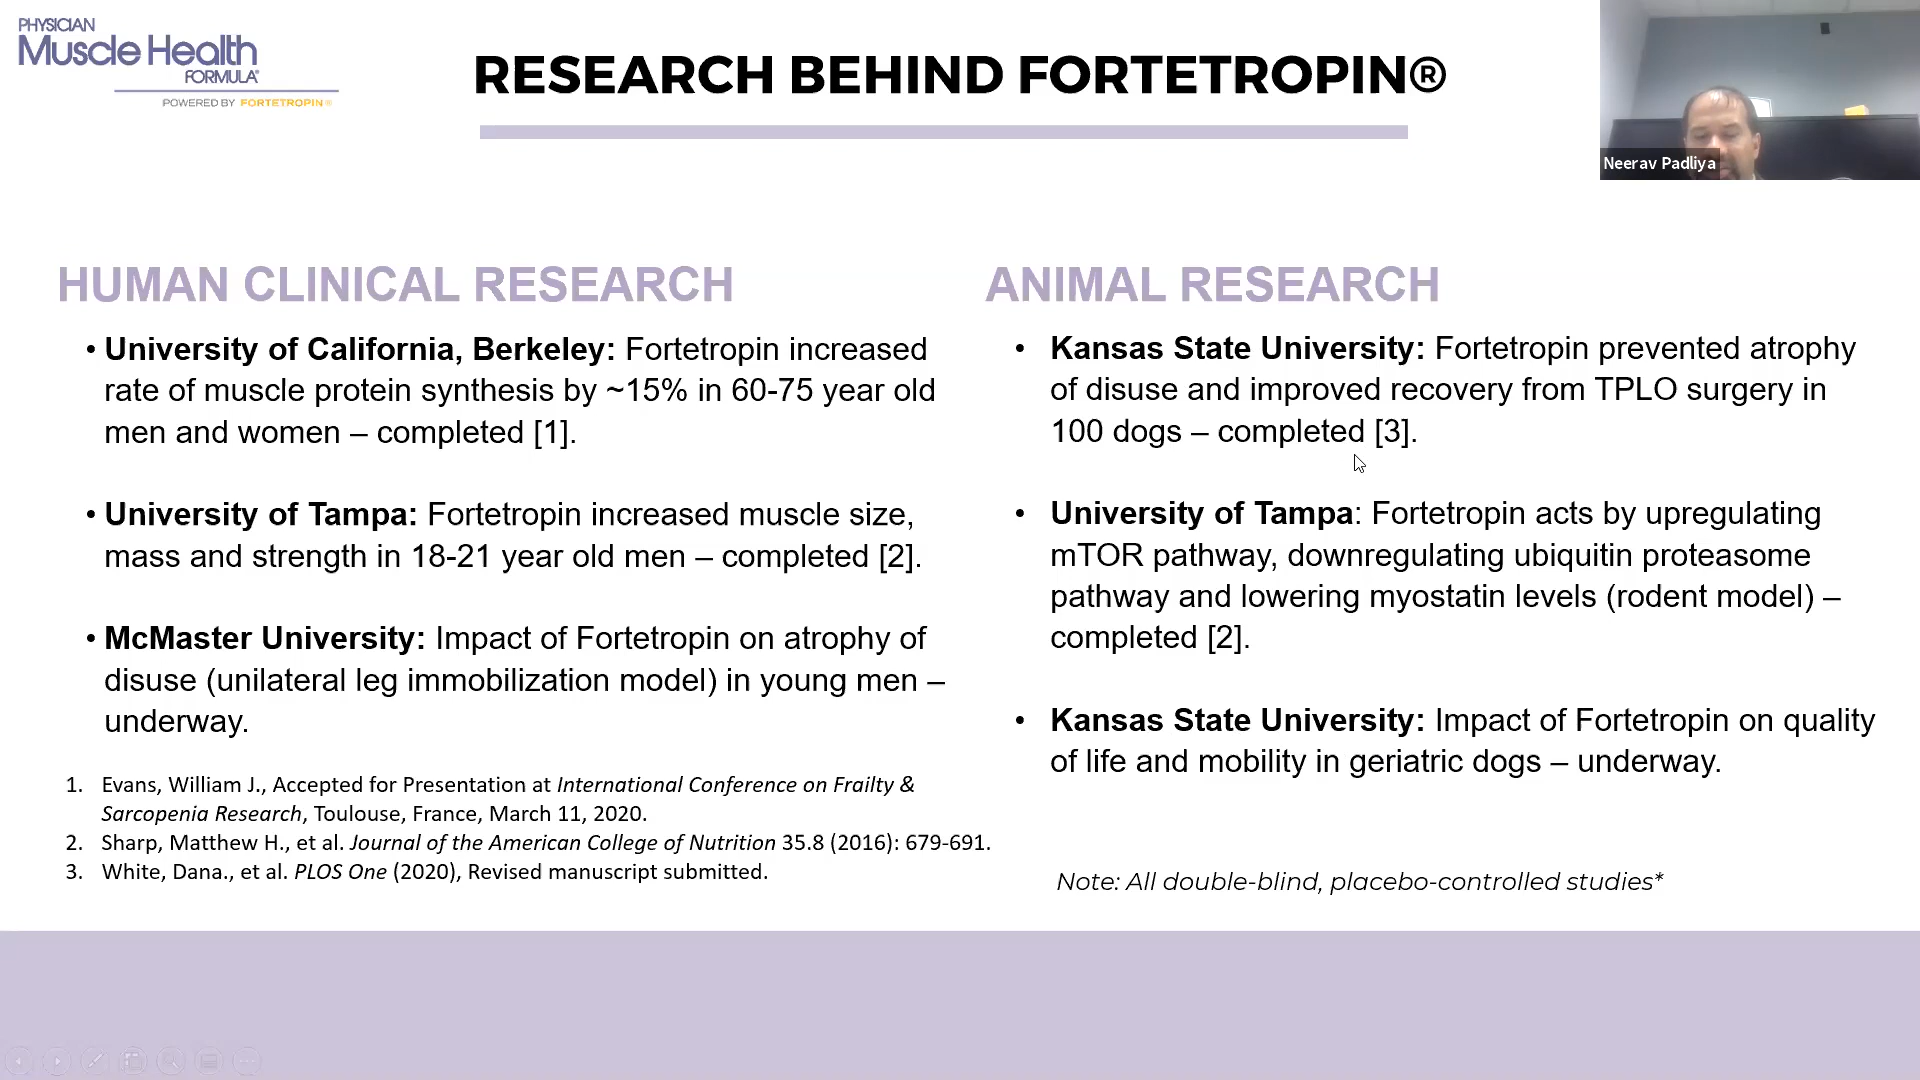 PHYSICIAN
Muscle Health
FORMULA®
POWERED BY FORTETROPIN®
RESEARCH BEHIND FORTETROPIN®
Neerav Padliya
HUMAN CLINICAL RESEARCH
• University of California, Berkeley: Fortetropin increased
rate of muscle protein synthesis by ~15% in 60-75 year old
men and women – completed [1].
• University of Tampa: Fortetropin increased muscle size,
mass and strength in 18-21 year old men – completed [2].
• McMaster University: Impact of Fortetropin on atrophy of
disuse (unilateral leg immobilization model) in young men –
underway.
1. Evans, William J., Accepted for Presentation at International Conference on Frailty &
Sarcopenia Research, Toulouse, France, March 11, 2020.
2. Sharp, Matthew H., et al. Journal of the American College of Nutrition 35.8 (2016): 679-691.
3. White, Dana., et al. PLOS One (2020), Revised manuscript submitted.
ANIMAL RESEARCH
• Kansas State University: Fortetropin prevented atrophy
of disuse and improved recovery from TPLO surgery in
100 dogs – completed [3].
• University of Tampa: Fortetropin acts by upregulating
mTOR pathway, downregulating ubiquitin proteasome
pathway and lowering myostatin levels (rodent model) –
completed [2].
• Kansas State University: Impact of Fortetropin on quality
of life and mobility in geriatric dogs – underway.
Note: All double-blind, placebo-controlled studies*